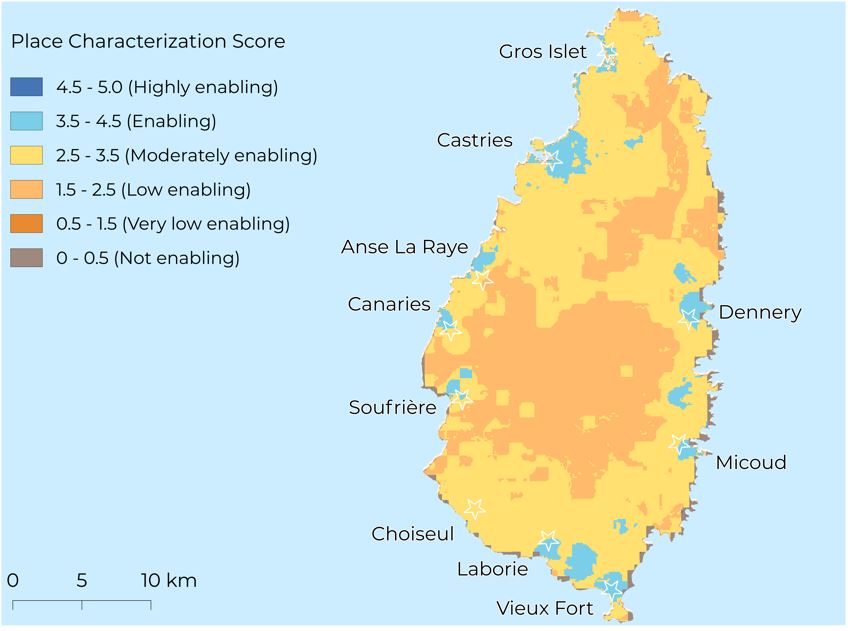 Place Characterization Score
4.5 - 5.0 (Highly enabling)
3.5 - 4.5 (Enabling)
2.5 - 3.5 (Moderately enabling)
1.5 - 2.5 (Low enabling)
0.5 - 1.5 (Very low enabling)
0 - 0.5 (Not enabling)
Gros Islet
Castries
Anse La Raye
Canaries
Dennery
Soufrière
Micoud
Choiseul
Laborie
Vieux Fort
0 5 10 km